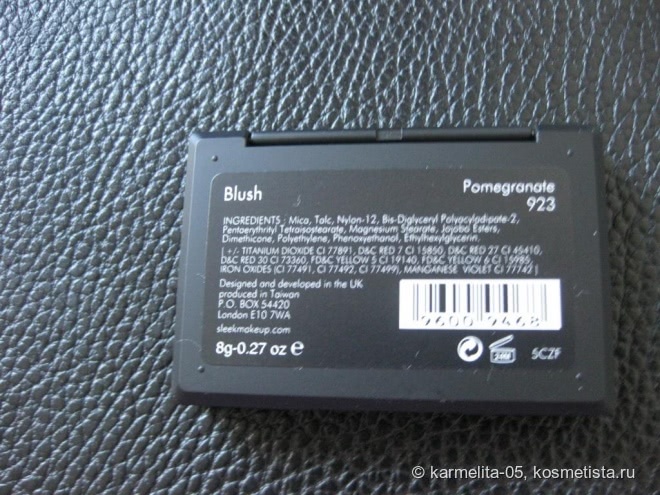 Blush
Pomegranate
923
INGREDIENTS : Mica, Talc, Nylon-12, Bis-Diglyceryl Polyacyladipate-2,
Pentaerythrityl Tetraisostearate, Magnesium Stearate, Jojoba Esters,
Dimethicone, Polyethylene, Phenoxyethanol, Ethylhexylglycerin.
[ +/- TITANIUM DIOXIDE CI 77891, D&C RED 7 CI 15850, D&C RED 27 CI 45410,
D&C RED 30 CI 73360, FD&C YELLOW 5 CI 19140, FD&C YELLOW 6 CI 15985,
IRON OXIDES (CI 77491, CI 77492, CI 77499), MANGANESE VIOLET CI 77742 ]
Designed and developed in the UK
produced in Taiwan
P.O. BOX 54420
London E10 7WA
sleekmakeup.com
9600 9468
8g-0.27 oz e
24M
5CZF
© karmelita-05, kosmetista.ru